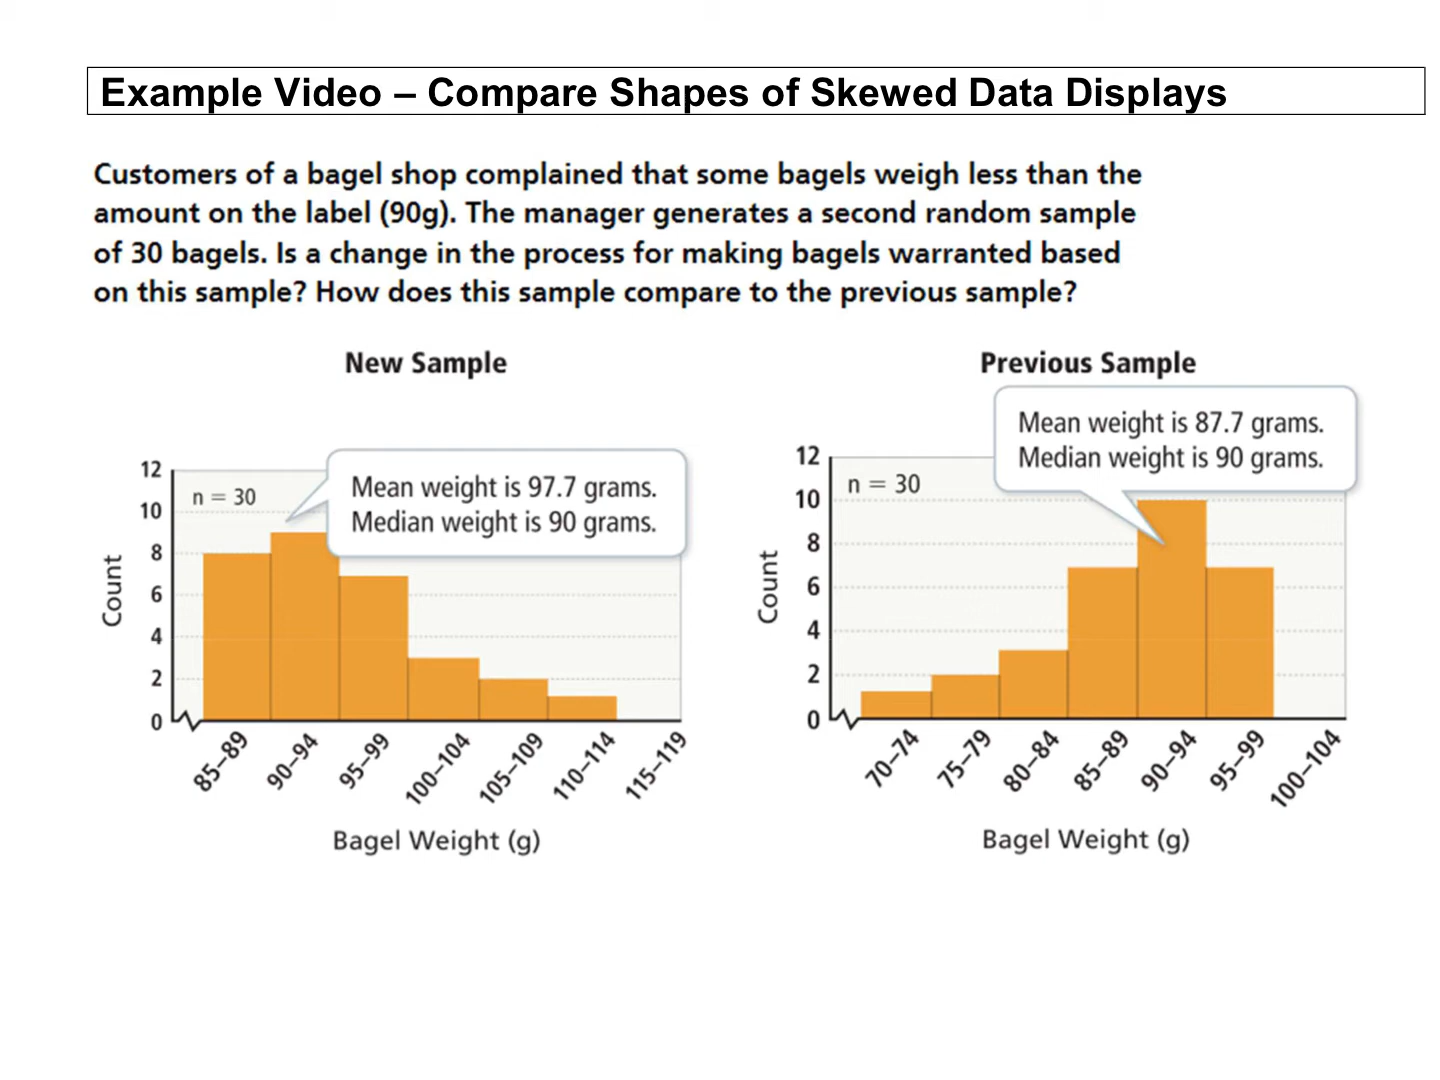 Example Video – Compare Shapes of Skewed Data Displays
Customers of a bagel shop complained that some bagels weigh less than the
amount on the label (90g). The manager generates a second random sample
of 30 bagels. Is a change in the process for making bagels warranted based
on this sample? How does this sample compare to the previous sample?
New Sample
Mean weight is 97.7 grams.
Median weight is 90 grams.
n = 30
Count
12
10
8
6
4
2
0
85–89
90–94
95–99
100–104
105–109
110–114
115–119
Bagel Weight (g)
Previous Sample
Mean weight is 87.7 grams.
Median weight is 90 grams.
n = 30
Count
12
10
8
6
4
2
0
70–74
75–79
80–84
85–89
90–94
95–99
100–104
Bagel Weight (g)